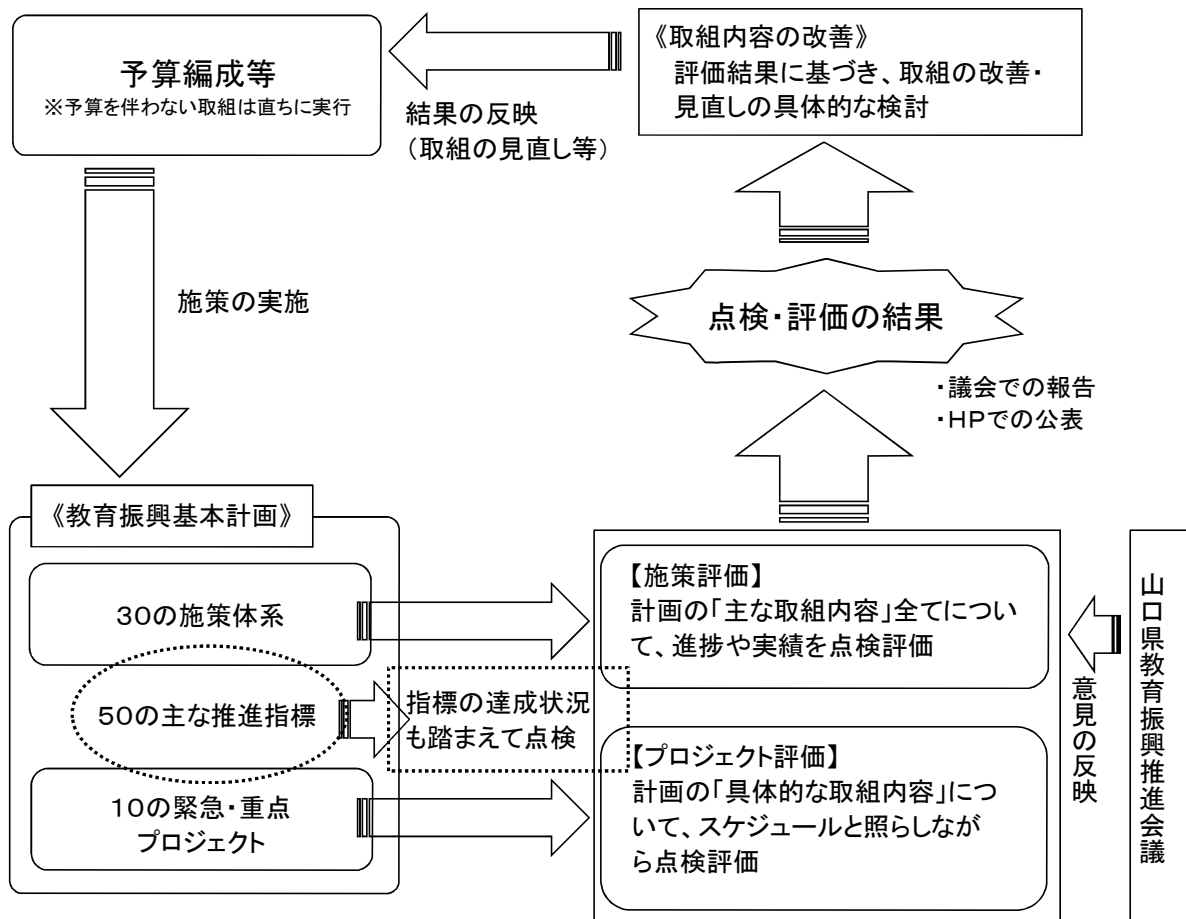 予算編成等
※予算を伴わない取組は直ちに実行
結果の反映
（取組の見直し等）
《取組内容の改善》
評価結果に基づき、取組の改善・
見直しの具体的な検討
施策の実施
点検・評価の結果
・議会での報告
・ＨＰでの公表
《教育振興基本計画》
３０の施策体系
５０の主な推進指標
１０の緊急・重点
プロジェクト
指標の達成状況
も踏まえて点検
【施策評価】
計画の「主な取組内容」全てについ
て、進捗や実績を点検評価
【プロジェクト評価】
計画の「具体的な取組内容」につ
いて、スケジュールと照らしなが
ら点検評価
意見の反映
山口県教育振興推進会議